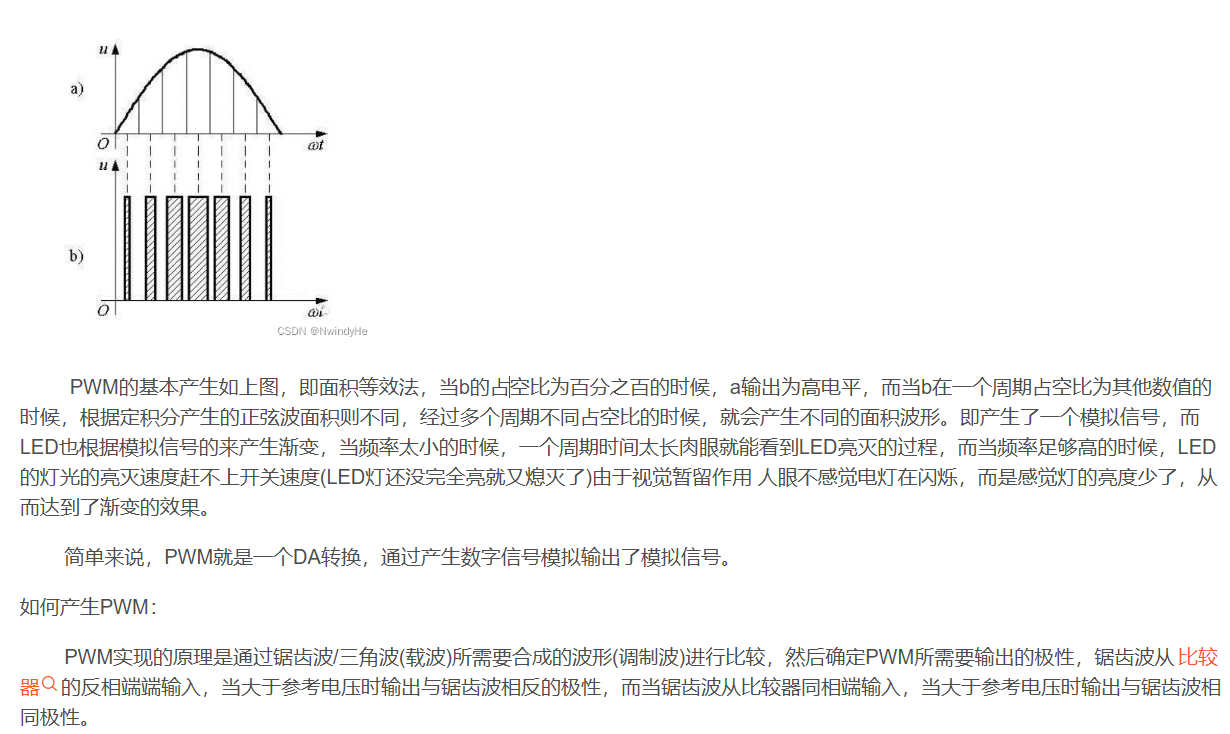 u
a)
O
ωt
u
b)
O
ωt
CSDN @NwindyHe
PWM的基本产生如上图，即面积等效法，当b的占空比为百分之百的时候，a输出为高电平，而当b在一个周期占空比为其他数值的
时候，根据定积分产生的正弦波面积则不同，经过多个周期不同占空比的时候，就会产生不同的面积波形。即产生了一个模拟信号，而
LED也根据模拟信号的来产生渐变，当频率太小的时候，一个周期时间太长肉眼就能看到LED亮灭的过程，而当频率足够高的时候，LED
的灯光的亮灭速度赶不上开关速度(LED灯还没完全亮就又熄灭了)由于视觉暂留作用 人眼不感觉电灯在闪烁，而是感觉灯的亮度少了，从
而达到了渐变的效果。
简单来说，PWM就是一个DA转换，通过产生数字信号模拟输出了模拟信号。
如何产生PWM：
PWM实现的原理是通过锯齿波/三角波(载波)所需要合成的波形(调制波)进行比较，然后确定PWM所需要输出的极性，锯齿波从 比较
器 的反相端端输入，当大于参考电压时输出与锯齿波相反的极性，而当锯齿波从比较器同相端输入，当大于参考电压时输出与锯齿波相
同极性。